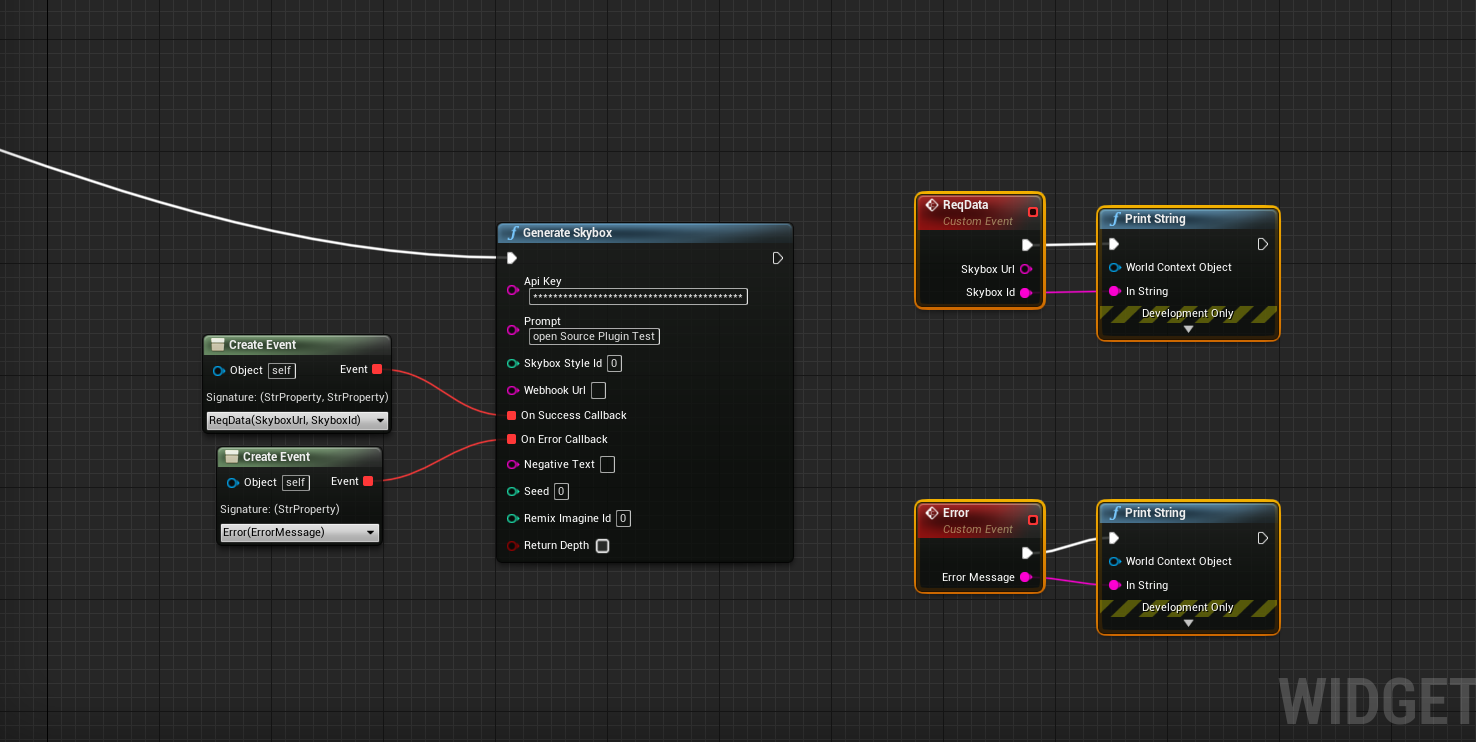 Create Event
Object self Event
Signature: (StrProperty, StrProperty)
ReqData(SkyboxUrl, SkyboxId)
Create Event
Object self Event
Signature: (StrProperty)
Error(ErrorMessage)
f Generate Skybox
Api Key
******************************************
Prompt
open Source Plugin Test
Skybox Style Id 0
Webhook Url
On Success Callback
On Error Callback
Negative Text
Seed 0
Remix Imagine Id 0
Return Depth
ReqData
Custom Event
Skybox Url
Skybox Id
f Print String
World Context Object
In String
Development Only
Error
Custom Event
Error Message
f Print String
World Context Object
In String
Development Only
WIDGET